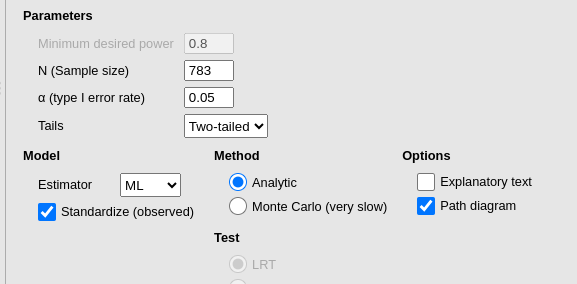 Parameters
Minimum desired power 0.8
N (Sample size) 783
α (type I error rate) 0.05
Tails Two-tailed
Model Method Options
Estimator ML Analytic Explanatory text
Standardize (observed) Monte Carlo (very slow) Path diagram
Test
LRT